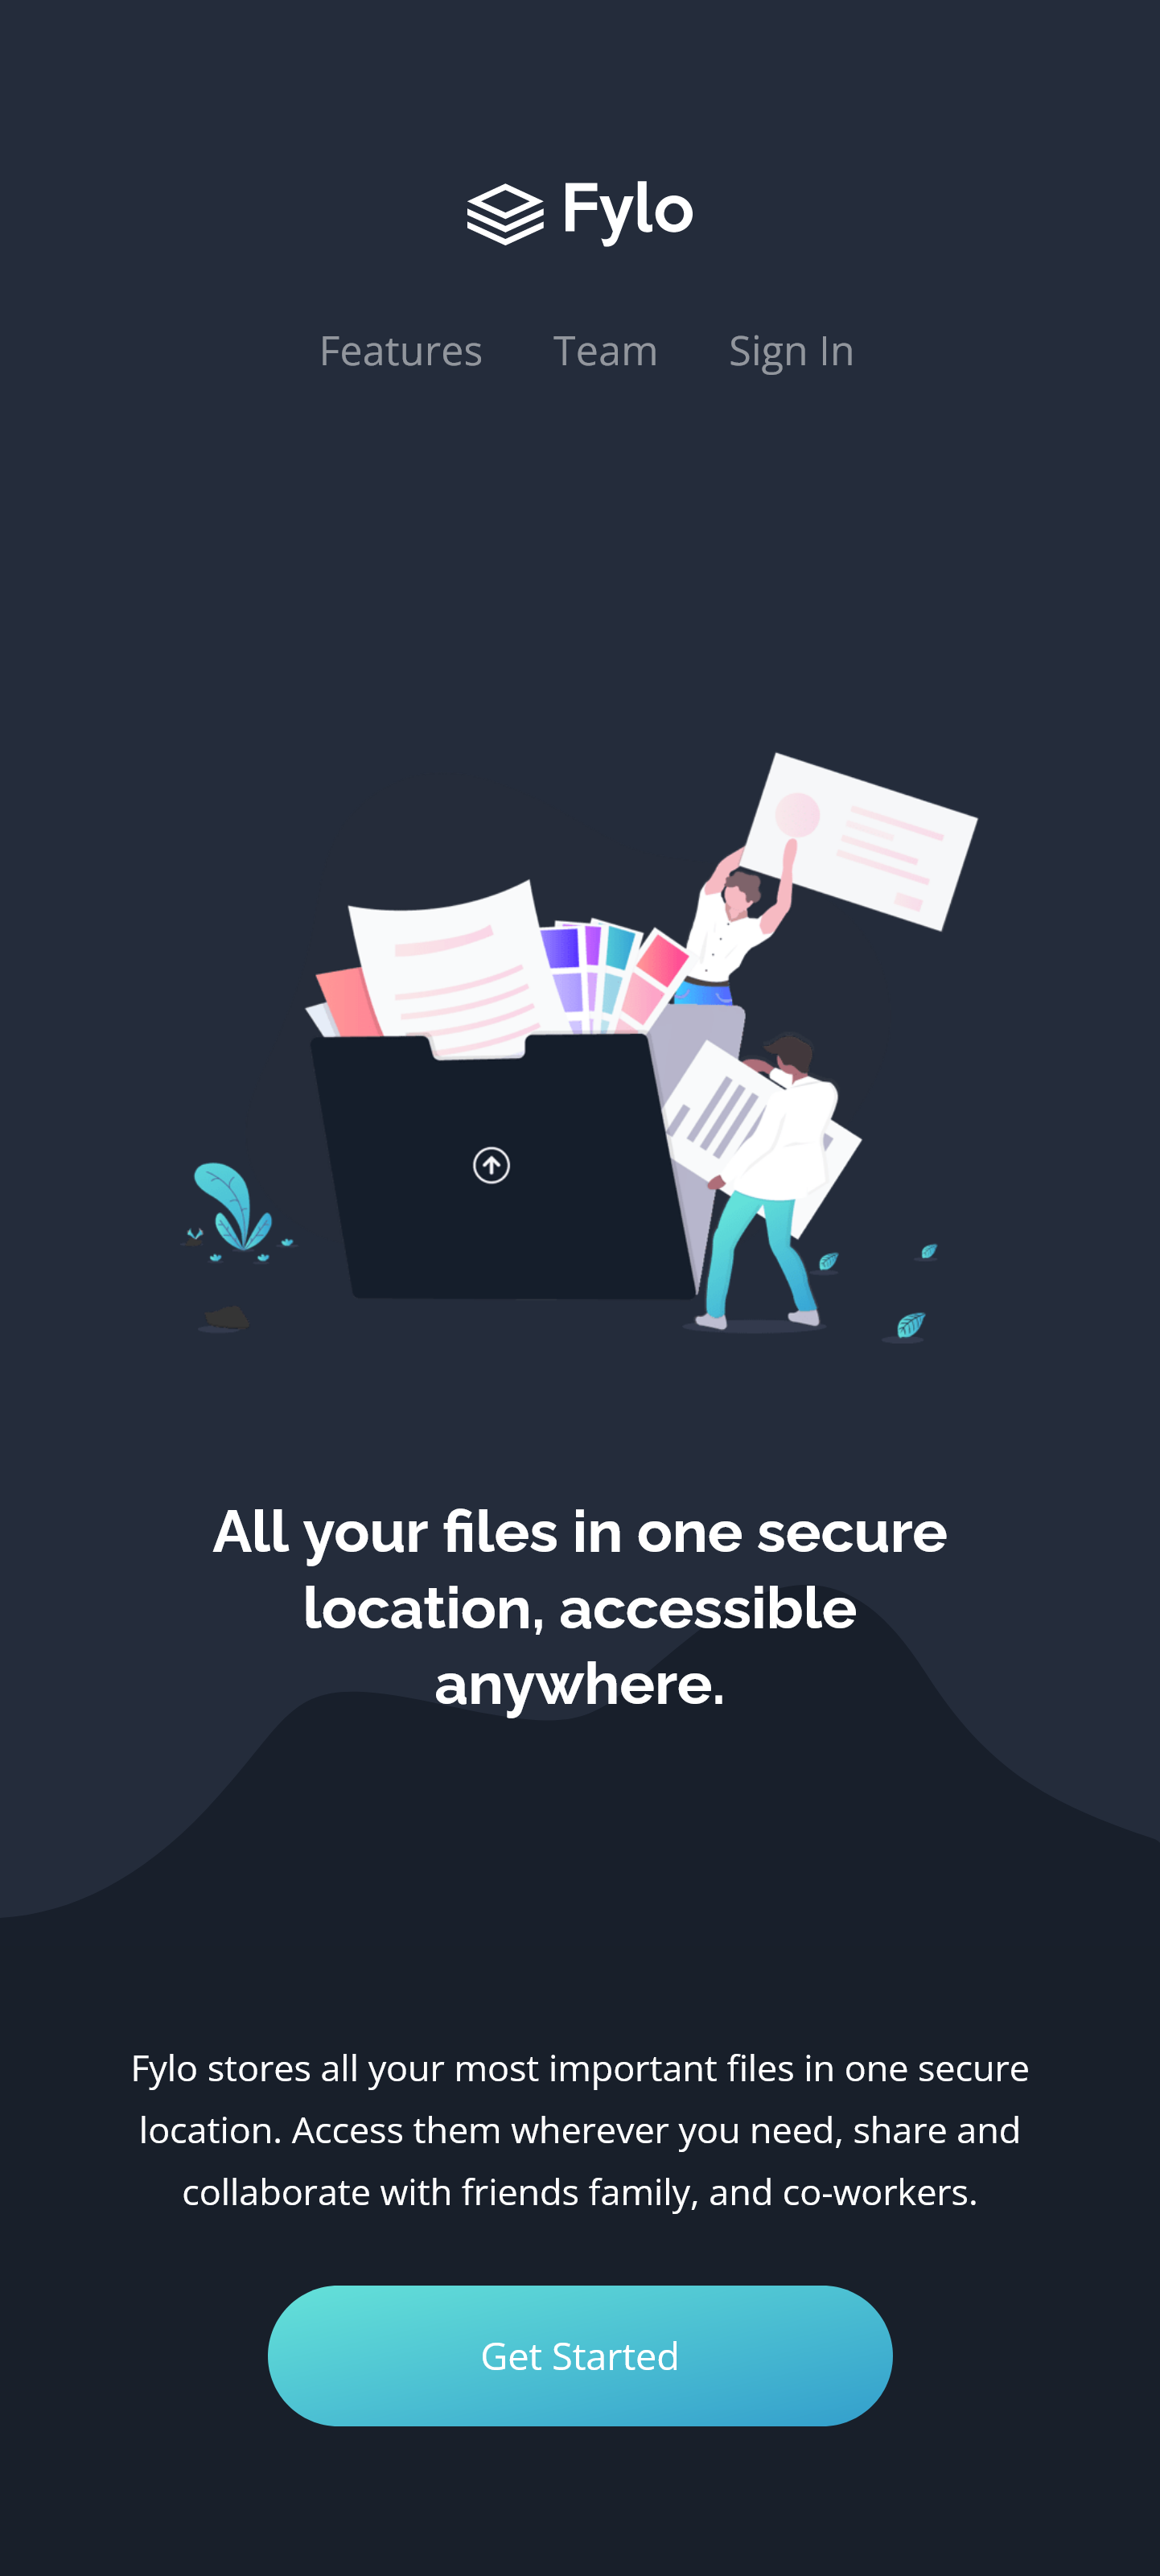 Fylo
Features Team Sign In
All your files in one secure
location, accessible
anywhere.
Fylo stores all your most important files in one secure
location. Access them wherever you need, share and
collaborate with friends family, and co-workers.
Get Started